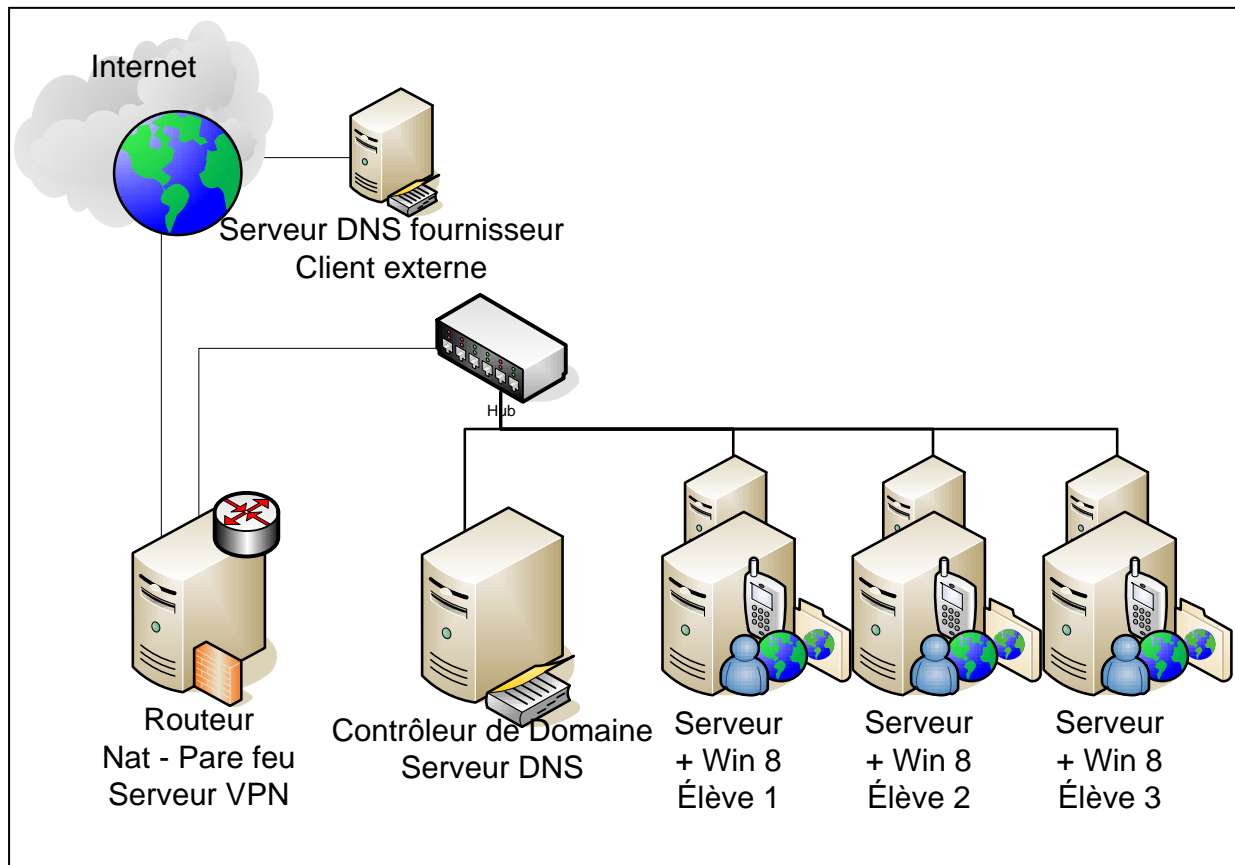 Internet
Serveur DNS fournisseur
Client externe
Hub
Routeur
Nat - Pare feu
Serveur VPN
Contrôleur de Domaine
Serveur DNS
Serveur
+ Win 8
Élève 1
Serveur
+ Win 8
Élève 2
Serveur
+ Win 8
Élève 3